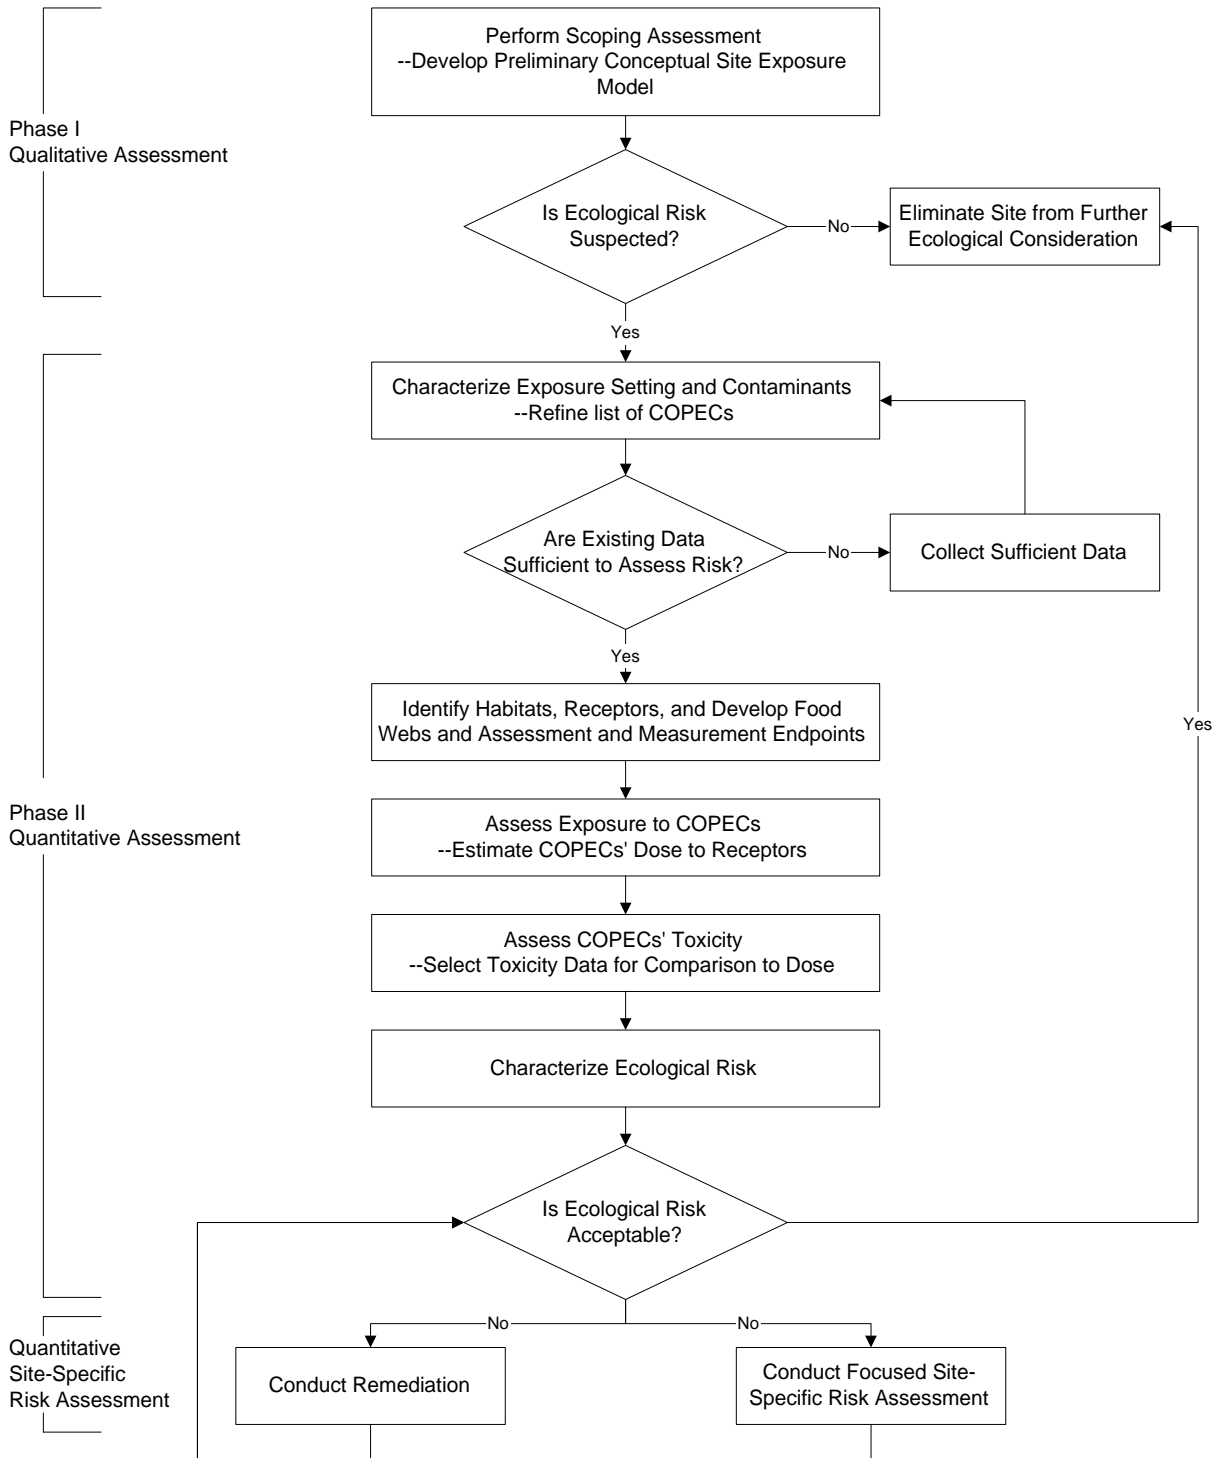 Perform Scoping Assessment
--Develop Preliminary Conceptual Site Exposure
Model
Phase I
Qualitative Assessment
Is Ecological Risk
Suspected?
No
Eliminate Site from Further
Ecological Consideration
Yes
Characterize Exposure Setting and Contaminants
--Refine list of COPECs
Are Existing Data
Sufficient to Assess Risk?
No
Collect Sufficient Data
Yes
Identify Habitats, Receptors, and Develop Food
Webs and Assessment and Measurement Endpoints
Yes
Phase II
Quantitative Assessment
Assess Exposure to COPECs
--Estimate COPECs' Dose to Receptors
Assess COPECs' Toxicity
--Select Toxicity Data for Comparison to Dose
Characterize Ecological Risk
Is Ecological Risk
Acceptable?
No
No
Quantitative
Site-Specific
Risk Assessment
Conduct Remediation
Conduct Focused Site-
Specific Risk Assessment